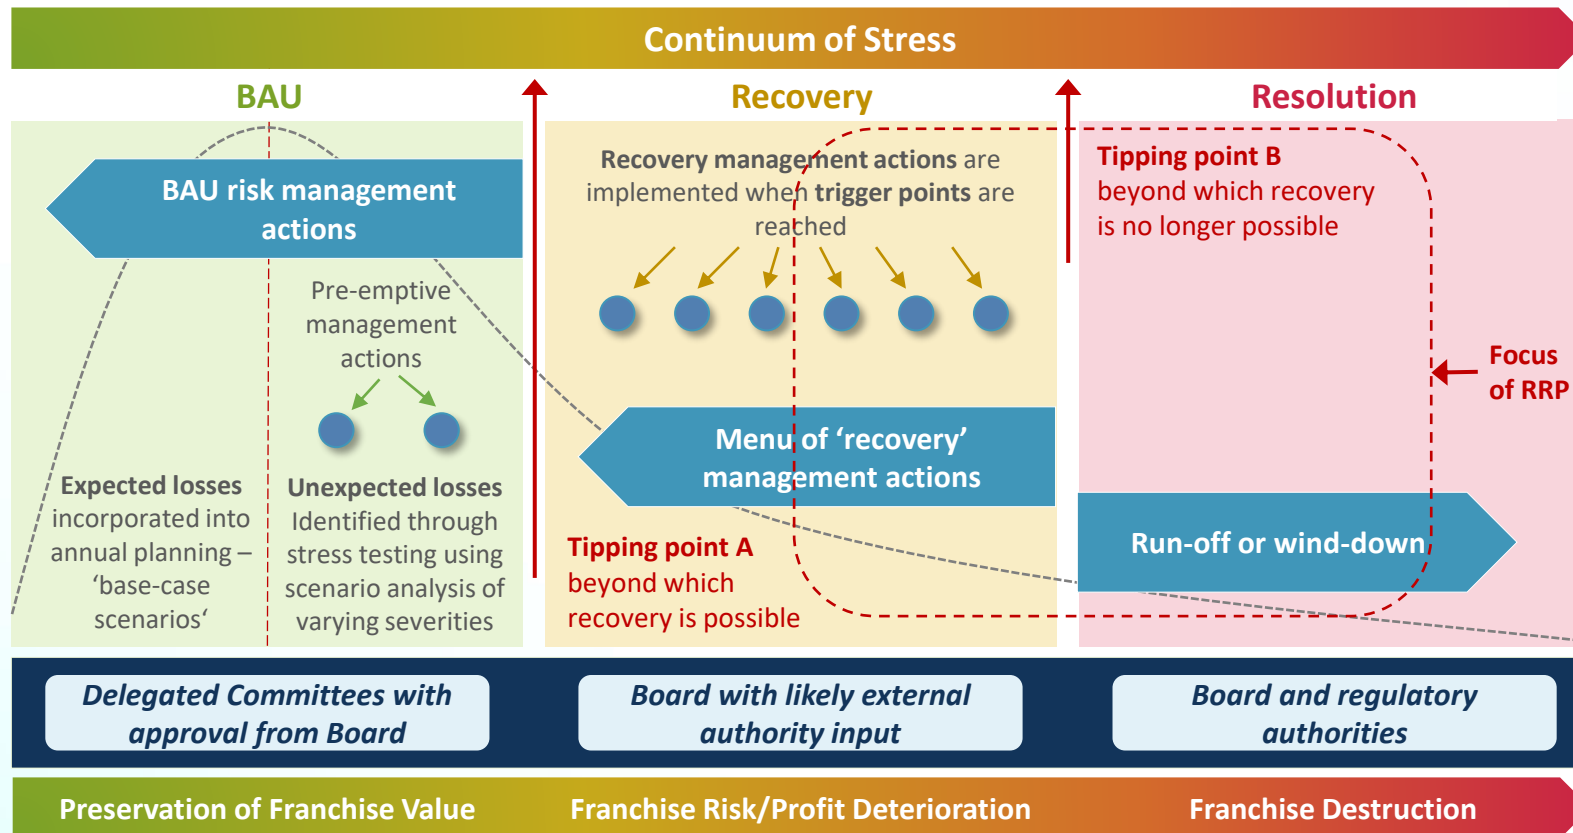 Continuum of Stress
BAU
Recovery
Resolution
BAU risk management
actions
Pre-emptive
management
actions
Expected losses
incorporated into
annual planning –
‘base-case
scenarios‘
Unexpected losses
Identified through
stress testing using
scenario analysis of
varying severities
Recovery management actions are
implemented when trigger points are
reached
Menu of ‘recovery’
management actions
Tipping point A
beyond which
recovery is possible
Tipping point B
beyond which recovery
is no longer possible
Focus
of RRP
Run-off or wind-down
Delegated Committees with
approval from Board
Board with likely external
authority input
Board and regulatory
authorities
Preservation of Franchise Value
Franchise Risk/Profit Deterioration
Franchise Destruction